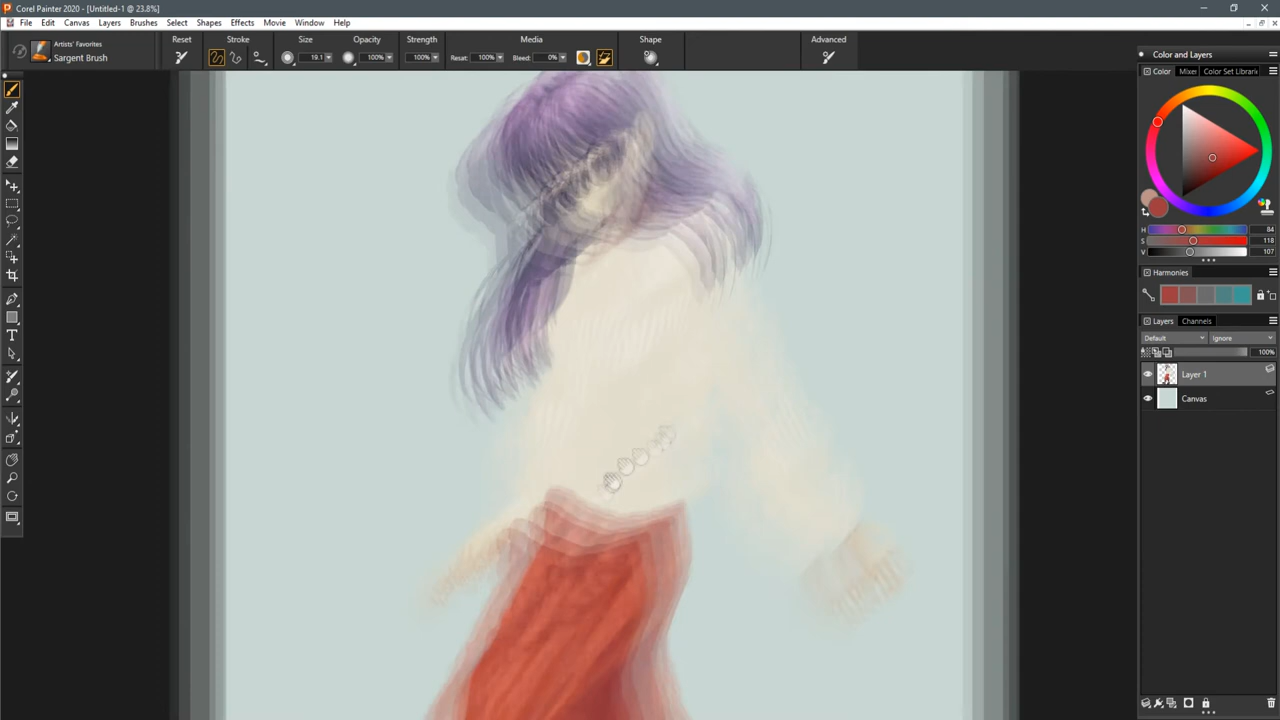 Corel Painter 2020 - [Untitled-1 @ 23.8%]
File Edit Canvas Layers Brushes Select Shapes Effects Movie Window Help
Artists' Favorites
Sargent Brush
Reset
Stroke
Size
19.1
Opacity
100%
Strength
100%
Media
Reset: 100%
Bleed: 0%
Shape
Advanced
Color and Layers
Color Mixer Color Set Librari
H 84
S 118
V 107
Harmonies
Layers Channels
Default Ignore
100%
Layer 1
Canvas